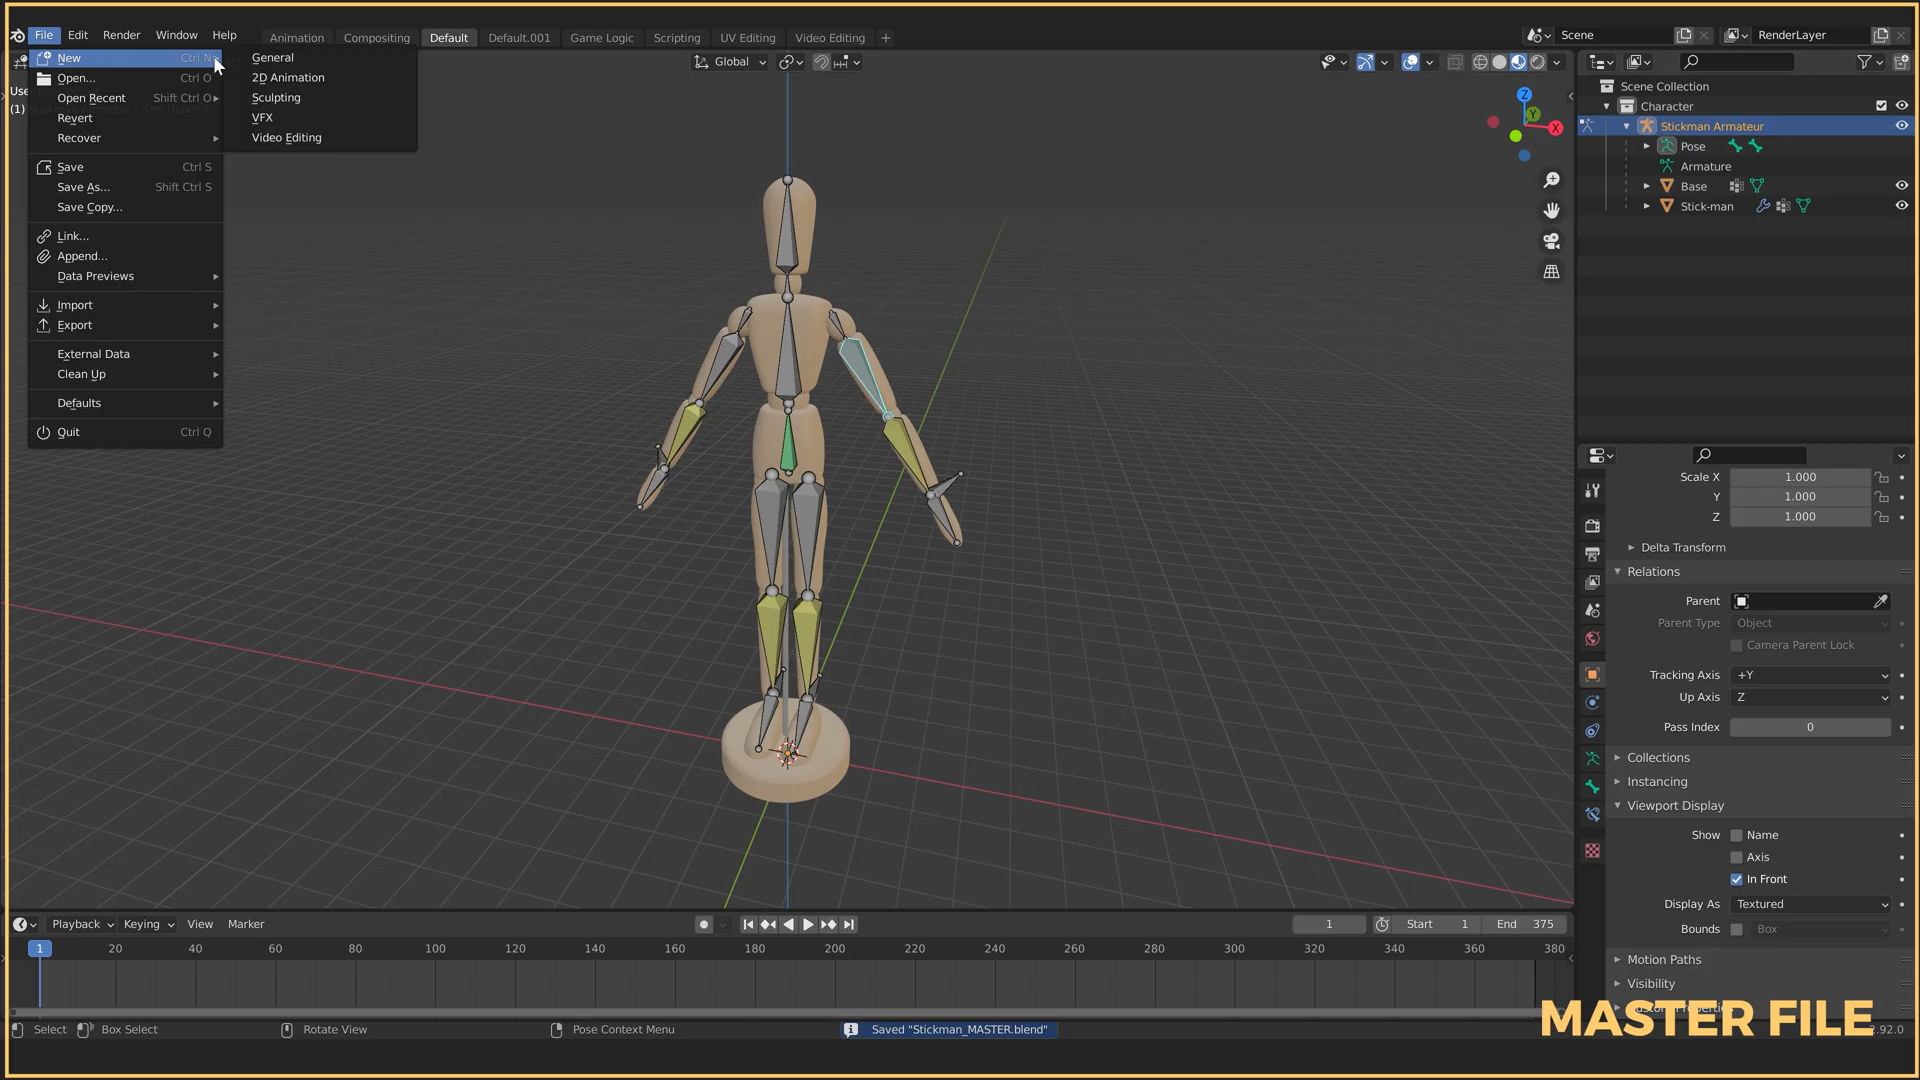 File Edit Render Window Help
Animation Compositing Default Default.001 Game Logic Scripting UV Editing Video Editing +
Scene
RenderLayer
New Ctrl N
Open... Ctrl O
Open Recent Shift Ctrl O
Revert
Recover
Save Ctrl S
Save As... Shift Ctrl S
Save Copy...
Link...
Append...
Data Previews
Import
Export
External Data
Clean Up
Defaults
Quit Ctrl Q
General
2D Animation
Sculpting
VFX
Video Editing
Use
(1)
Global
Z
Y
X
Scene Collection
Character
Stickman Armateur
Pose
Armature
Base
Stick-man
Scale X 1.000
Y 1.000
Z 1.000
Delta Transform
Relations
Parent
Parent Type Object
Camera Parent Lock
Tracking Axis +Y
Up Axis Z
Pass Index 0
Collections
Instancing
Viewport Display
Show Name
Axis
In Front
Display As Textured
Bounds Box
Motion Paths
Visibility
Playback Keying View Marker
1 Start 1 End 375
1 20 40 60 80 100 120 140 160 180 200 220 240 260 280 300 320 340 360 380
Select Box Select Rotate View Pose Context Menu Saved "Stickman_MASTER.blend"
MASTER FILE
2.92.0